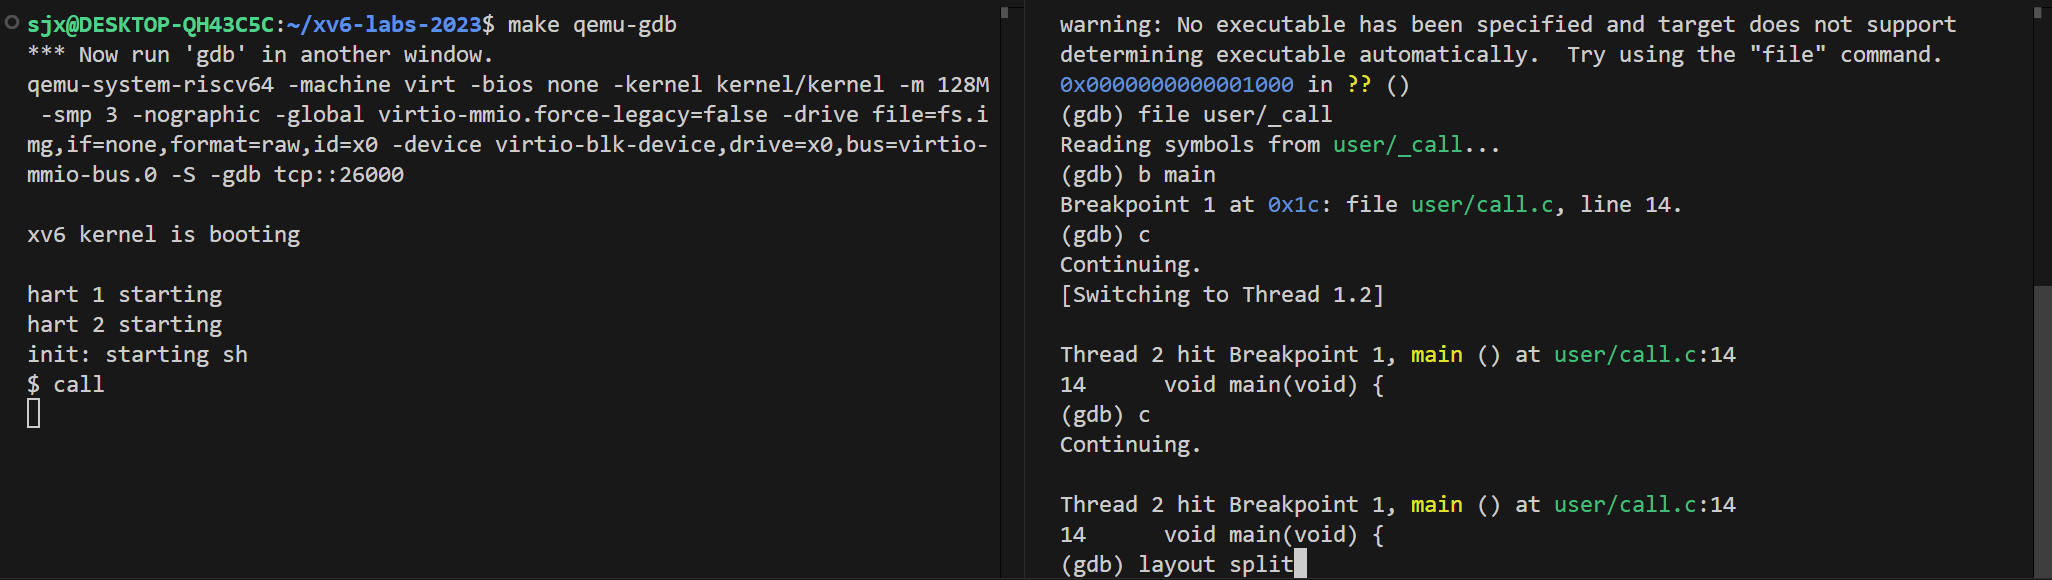 sjx@DESKTOP-QH43C5C:~/xv6-labs-2023$ make qemu-gdb
*** Now run 'gdb' in another window.
qemu-system-riscv64 -machine virt -bios none -kernel kernel/kernel -m 128M
 -smp 3 -nographic -global virtio-mmio.force-legacy=false -drive file=fs.i
mg,if=none,format=raw,id=x0 -device virtio-blk-device,drive=x0,bus=virtio-
mmio-bus.0 -S -gdb tcp::26000
xv6 kernel is booting
hart 1 starting
hart 2 starting
init: starting sh
$ call
warning: No executable has been specified and target does not support
determining executable automatically.  Try using the "file" command.
0x0000000000001000 in ?? ()
(gdb) file user/_call
Reading symbols from user/_call...
(gdb) b main
Breakpoint 1 at 0x1c: file user/call.c, line 14.
(gdb) c
Continuing.
[Switching to Thread 1.2]
Thread 2 hit Breakpoint 1, main () at user/call.c:14
14      void main(void) {
(gdb) c
Continuing.
Thread 2 hit Breakpoint 1, main () at user/call.c:14
14      void main(void) {
(gdb) layout split